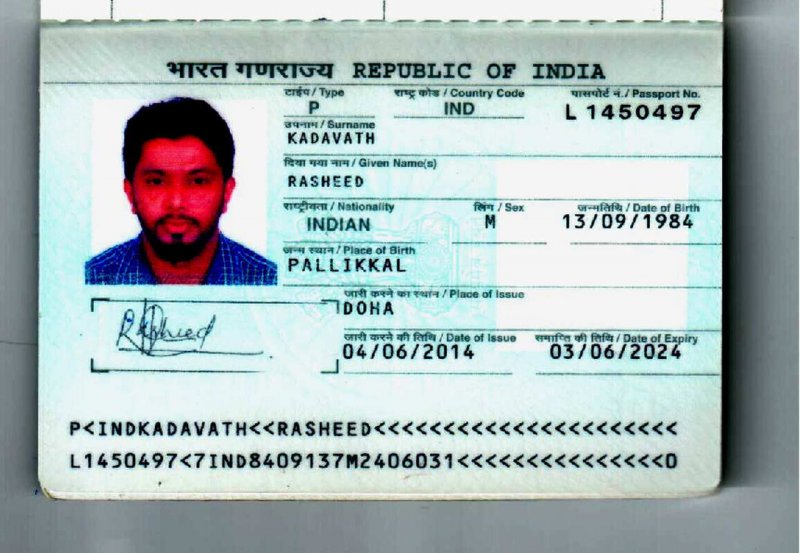 भारत गणराज्य REPUBLIC OF INDIA
टाईप / Type राष्ट्र कोड / Country Code पासपोर्ट नं. / Passport No.
P IND L 1450497
उपनाम / Surname
KADAVATH
दिया गया नाम / Given Name(s)
RASHEED
राष्ट्रीयता / Nationality लिंग / Sex जन्मतिथि / Date of Birth
INDIAN M 13/09/1984
जन्म स्थान / Place of Birth
PALLIKKAL
जारी करने का स्थान / Place of Issue
DOHA
जारी करने की तिथि / Date of Issue समाप्ति की तिथि / Date of Expiry
04/06/2014 03/06/2024
Rasheed
P<INDKADAVATH<<RASHEED<<<<<<<<<<<<<<<<<<<<<<
L1450497<7IND8409137M2406031<<<<<<<<<<<<<<<0